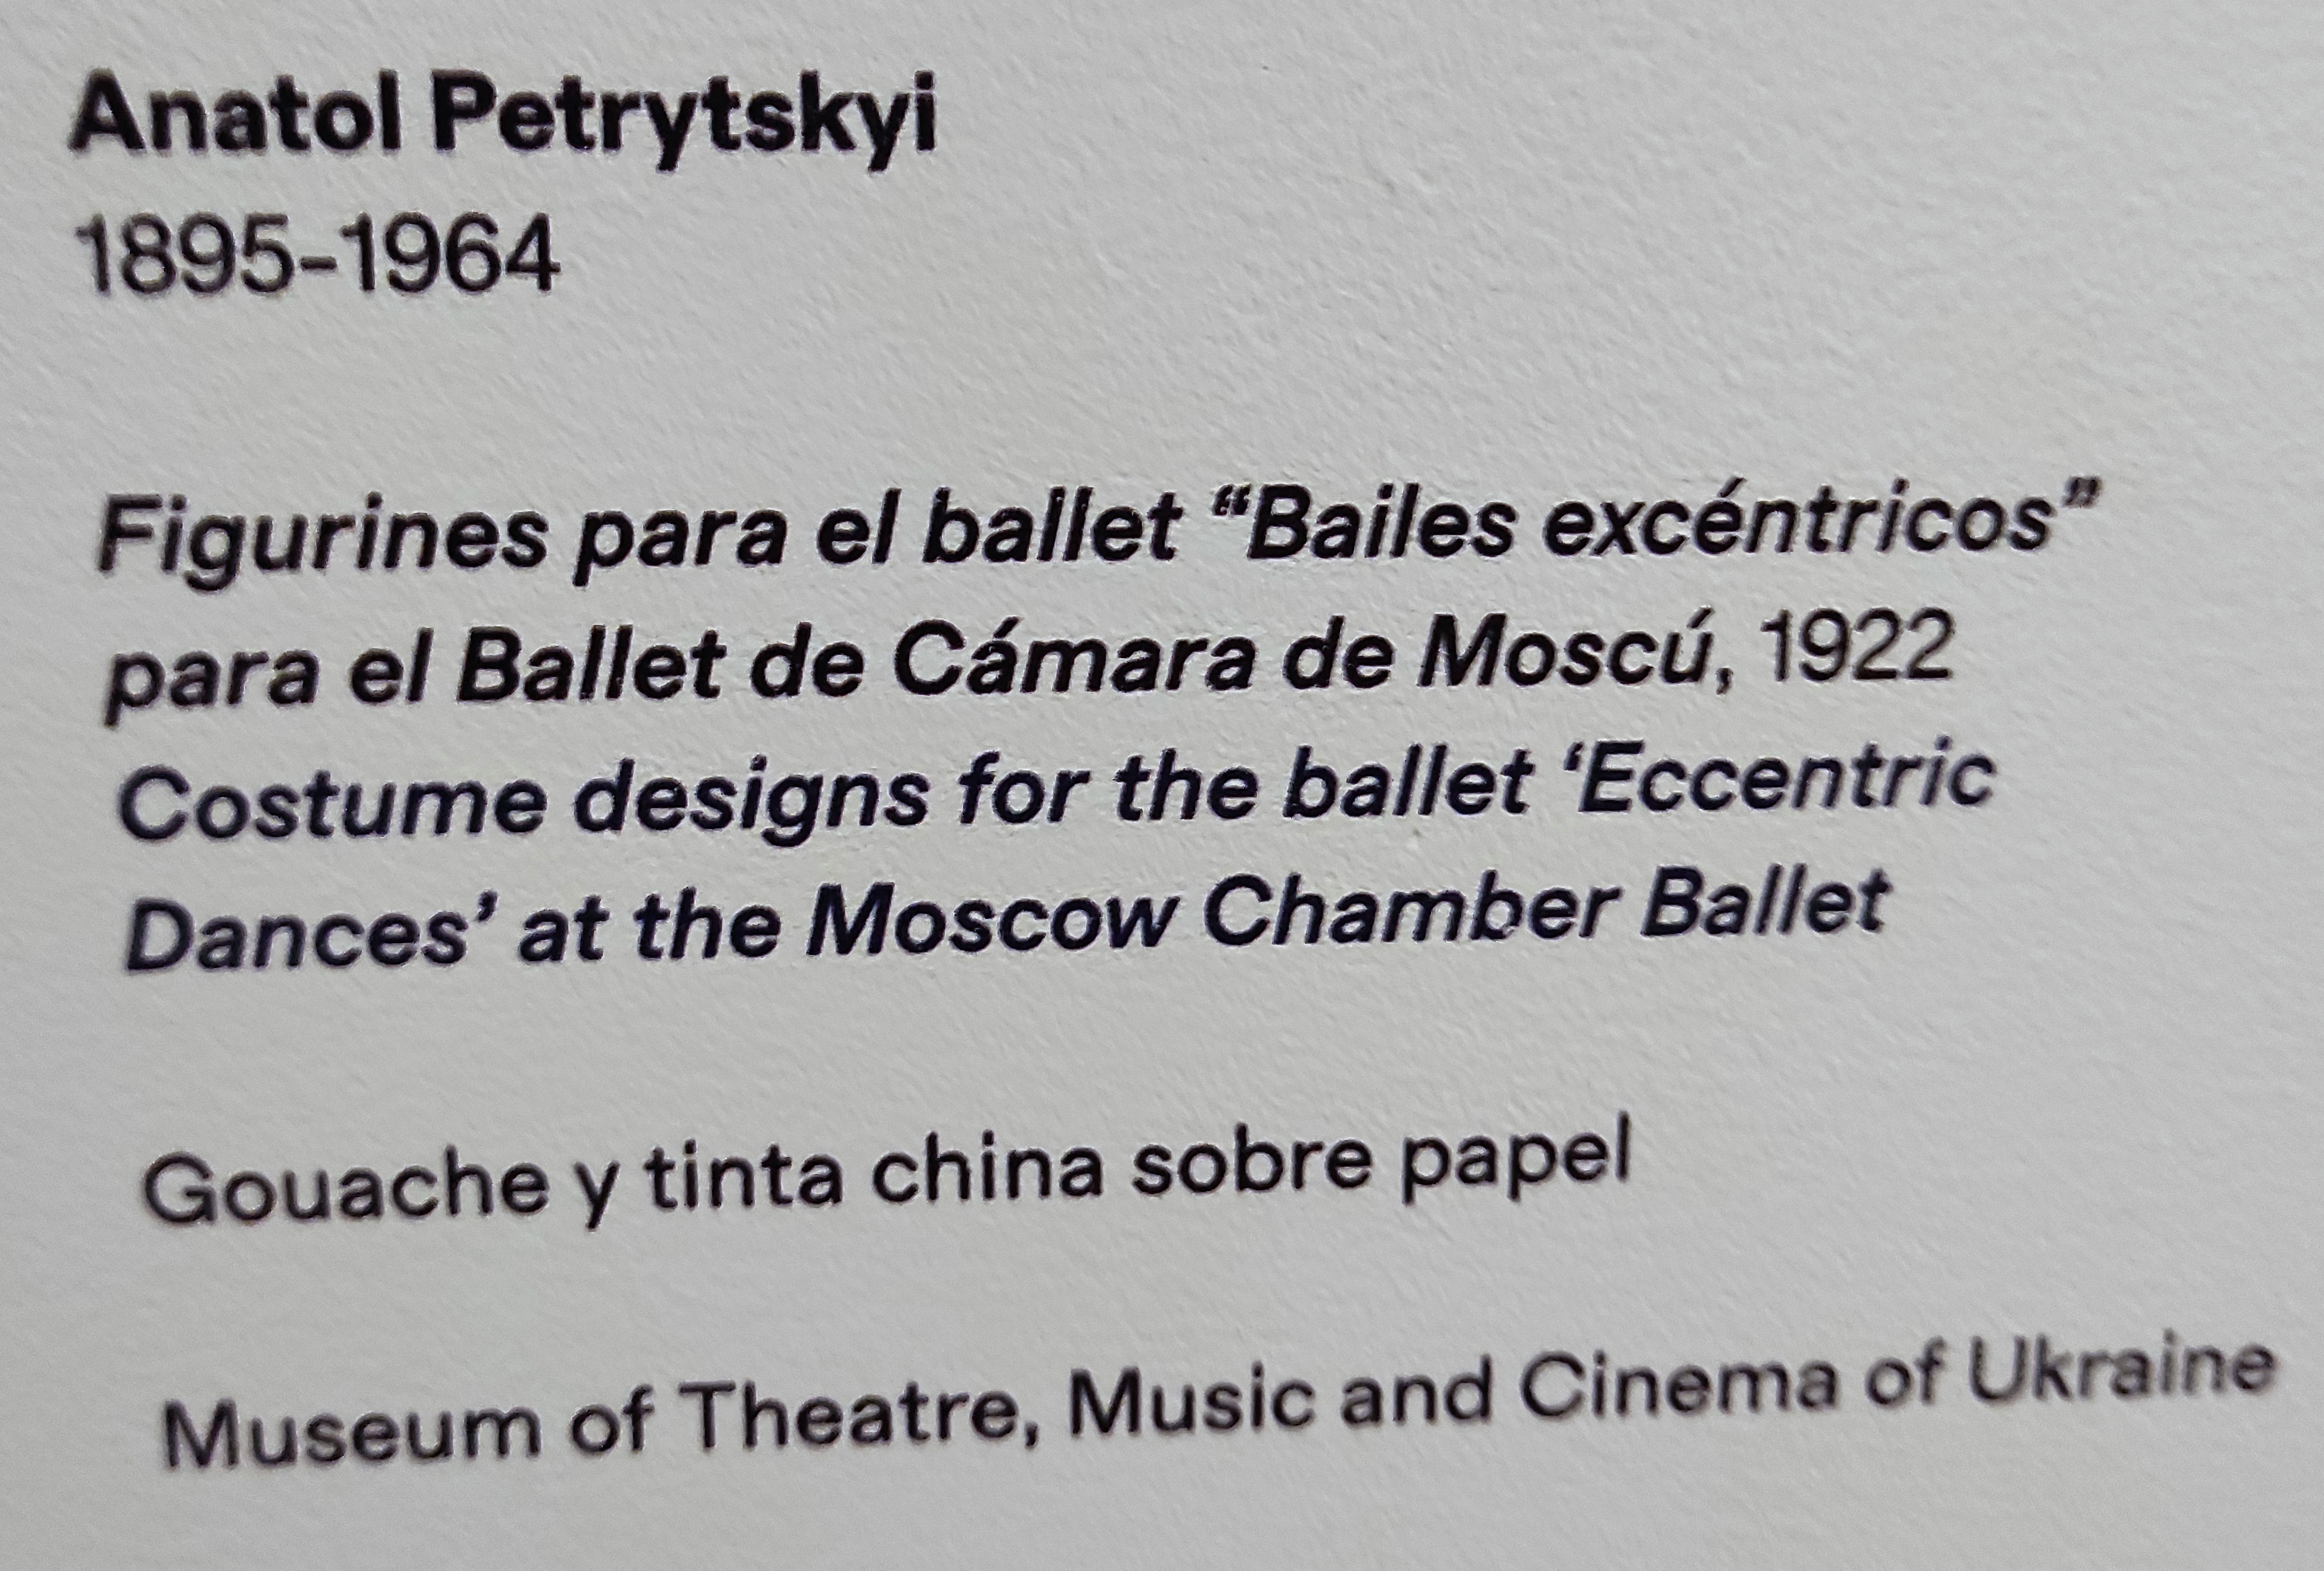 Anatol Petrytskyi
1895-1964
Figurines para el ballet “Bailes excéntricos”
para el Ballet de Cámara de Moscú, 1922
Costume designs for the ballet ‘Eccentric
Dances’ at the Moscow Chamber Ballet
Gouache y tinta china sobre papel
Museum of Theatre, Music and Cinema of Ukraine